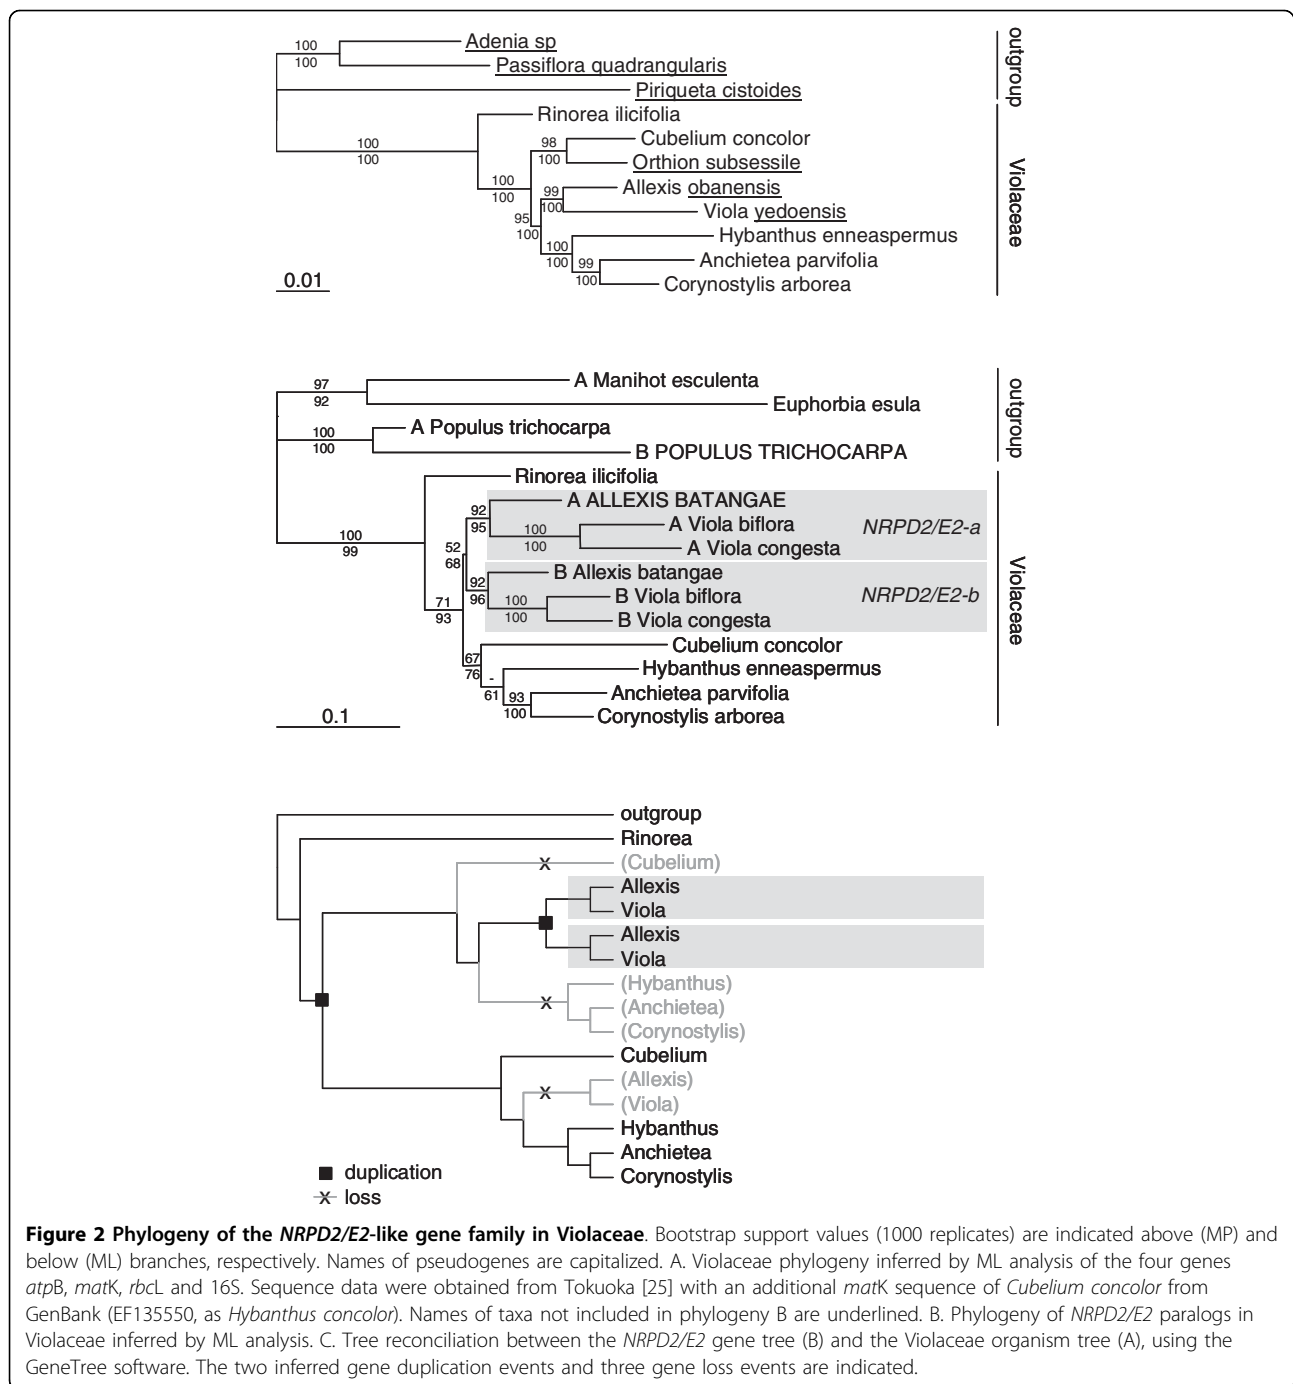 100
100
Adenia sp
Passiflora quadrangularis
Piriqueta cistoides
outgroup
100
100
Rinorea ilicifolia
98
100
Cubelium concolor
Orthion subsessile
100
100
99
100
Allexis obanensis
Viola yedoensis
95
100
Hybanthus enneaspermus
100
100
99
100
Anchietea parvifolia
Corynostylis arborea
Violaceae
0.01
97
92
A Manihot esculenta
Euphorbia esula
100
100
A Populus trichocarpa
B POPULUS TRICHOCARPA
outgroup
Rinorea ilicifolia
100
99
92
95
A ALLEXIS BATANGAE
100
100
A Viola biflora
A Viola congesta
NRPD2/E2-a
52
68
92
96
B Allexis batangae
100
100
B Viola biflora
B Viola congesta
NRPD2/E2-b
71
93
67
76
Cubelium concolor
Hybanthus enneaspermus
-
61
93
100
Anchietea parvifolia
Corynostylis arborea
Violaceae
0.1
outgroup
Rinorea
(Cubelium)
X
Allexis
Viola
Allexis
Viola
(Hybanthus)
X
(Anchietea)
(Corynostylis)
Cubelium
(Allexis)
X
(Viola)
Hybanthus
Anchietea
Corynostylis
duplication
X loss
Figure 2 Phylogeny of the NRPD2/E2-like gene family in Violaceae. Bootstrap support values (1000 replicates) are indicated above (MP) and
below (ML) branches, respectively. Names of pseudogenes are capitalized. A. Violaceae phylogeny inferred by ML analysis of the four genes
atpB, matK, rbcL and 16S. Sequence data were obtained from Tokuoka [25] with an additional matK sequence of Cubelium concolor from
GenBank (EF135550, as Hybanthus concolor). Names of taxa not included in phylogeny B are underlined. B. Phylogeny of NRPD2/E2 paralogs in
Violaceae inferred by ML analysis. C. Tree reconciliation between the NRPD2/E2 gene tree (B) and the Violaceae organism tree (A), using the
GeneTree software. The two inferred gene duplication events and three gene loss events are indicated.